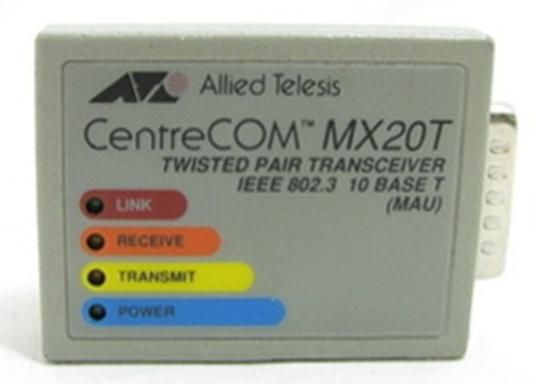 Allied Telesis
CentreCOM™ MX20T
TWISTED PAIR TRANSCEIVER
IEEE 802.3 10 BASE T
(MAU)
LINK
RECEIVE
TRANSMIT
POWER